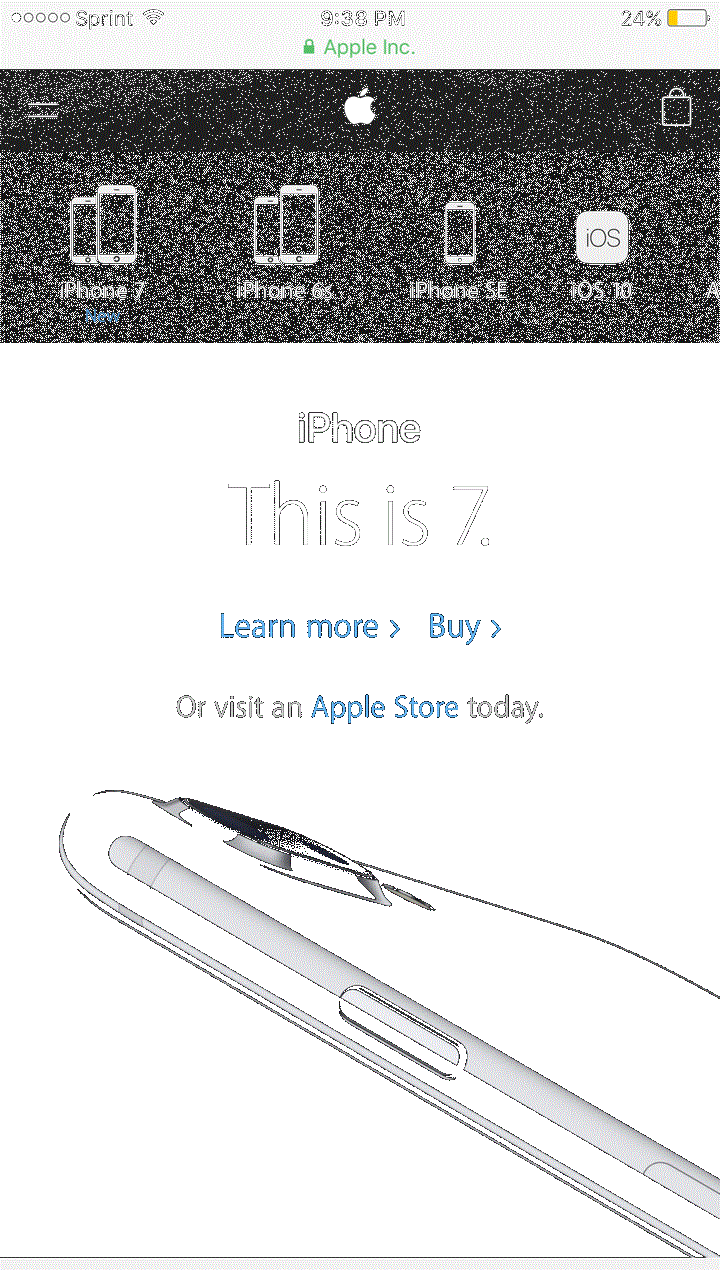 Sprint 9:38 PM 24%
Apple Inc.
iPhone 7 iPhone 6s iPhone SE iOS iOS 10 A
New
iPhone
This is 7.
Learn more > Buy >
Or visit an Apple Store today.